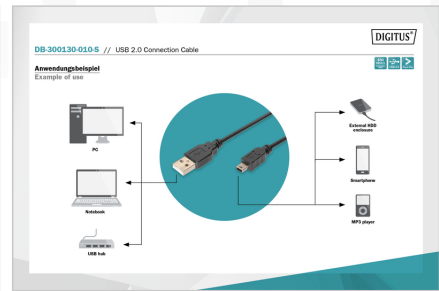 DIGITUS®
DB-300130-010-S // USB 2.0 Connection Cable
Anwendungsbeispiel
Example of use
PC
Notebook
USB hub
External HDD
enclosure
Smartphone
MP3 player